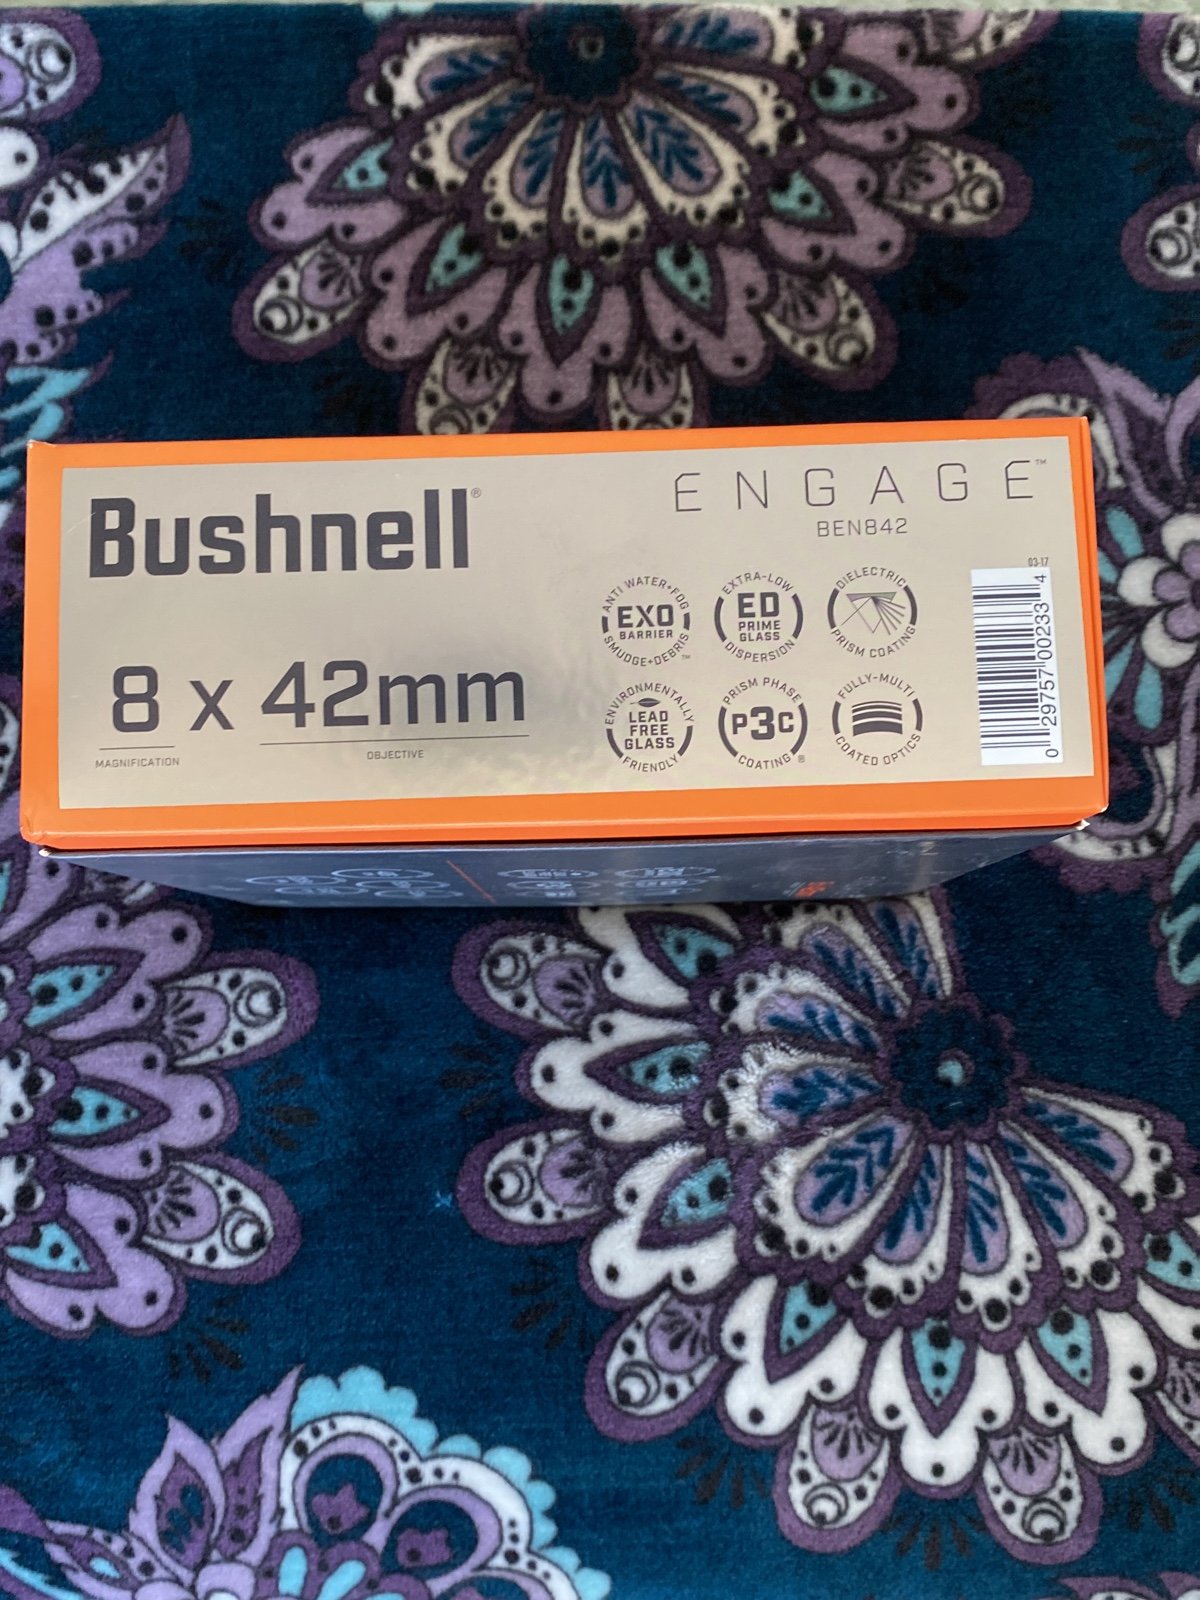 Bushnell®
ENGAGE™
BEN842
8 x 42mm
MAGNIFICATION
OBJECTIVE
ANTI WATER+FOG
EXO
BARRIER
SMUDGE+DEBRIS™
EXTRA-LOW
ED
PRIME
GLASS
DISPERSION
DIELECTRIC
PRISM COATING
ENVIRONMENTALLY
LEAD
FREE
GLASS
FRIENDLY
PRISM PHASE
P3C
COATING®
FULLY-MULTI
COATED OPTICS
03-17
0 29757 00233 4